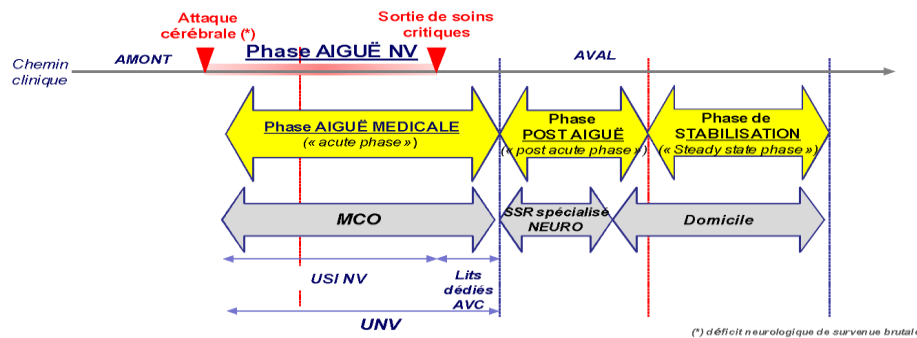 Attaque
cérébrale (*)
Sortie de soins
critiques
Phase AIGUË NV
Chemin
clinique
AMONT
AVAL
Phase AIGUË MEDICALE
(« acute phase »)
Phase
POST AIGUË
(« post acute phase »)
Phase de
STABILISATION
(« Steady state phase »)
MCO
SSR spécialisé
NEURO
Domicile
USI NV
Lits
dédiés
AVC
UNV
(*) déficit neurologique de survenue brutale